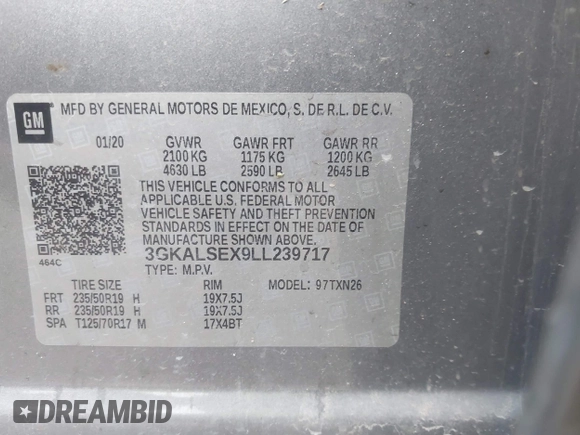 GM
MFD BY GENERAL MOTORS DE MEXICO, S. DE R.L. DE C.V.
01/20 GVWR GAWR FRT GAWR RR
2100 KG 1175 KG 1200 KG
4630 LB 2590 LB 2645 LB
THIS VEHICLE CONFORMS TO ALL
APPLICABLE U.S. FEDERAL MOTOR
VEHICLE SAFETY AND THEFT PREVENTION
STANDARDS IN EFFECT ON THE DATE OF
MANUFACTURE SHOWN ABOVE.
464C
3GKALSEX9LL239717
TYPE: M.P.V.
TIRE SIZE RIM MODEL: 97TXN26
FRT 235/50R19 H 19X7.5J
RR 235/50R19 H 19X7.5J
SPA T125/70R17 M 17X4BT
DREAMBID